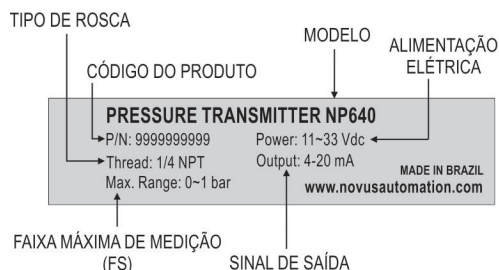 TIPO DE ROSCA
MODELO
ALIMENTAÇÃO
ELÉTRICA
CÓDIGO DO PRODUTO
PRESSURE TRANSMITTER NP640
P/N: 9999999999
Power: 11~33 Vdc
Thread: 1/4 NPT
Output: 4-20 mA
Max. Range: 0~1 bar
MADE IN BRAZIL
www.novusautomation.com
FAIXA MÁXIMA DE MEDIÇÃO
(FS)
SINAL DE SAÍDA